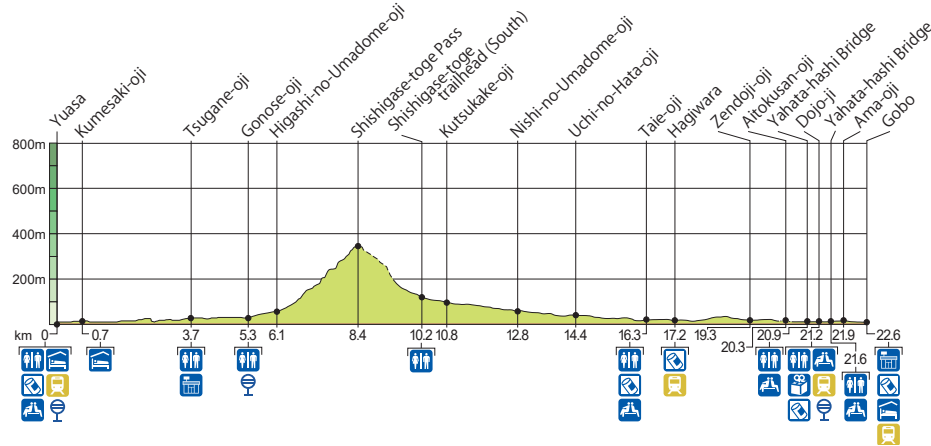 Yuasa
Kumesaki-oji
Tsugane-oji
Gonose-oji
Higashi-no-Umadome-oji
Shishigase-toge Pass
Shishigase-toge
trailhead (South)
Kutsukake-oji
Nishi-no-Umadome-oji
Uchi-no-Hata-oji
Taie-oji
Hagiwara
Zendoji-oji
Aitokusan-oji
Yahata-hashi Bridge
Dojo-ji
Yahata-hashi Bridge
Ama-oji
Gobo
800m
600m
400m
200m
km 0 0.7 3.7 5.3 6.1 8.4 10.2 10.8 12.8 14.4 16.3 17.2 19.3 20.9 21.2 21.9 22.6
20.3
21.6